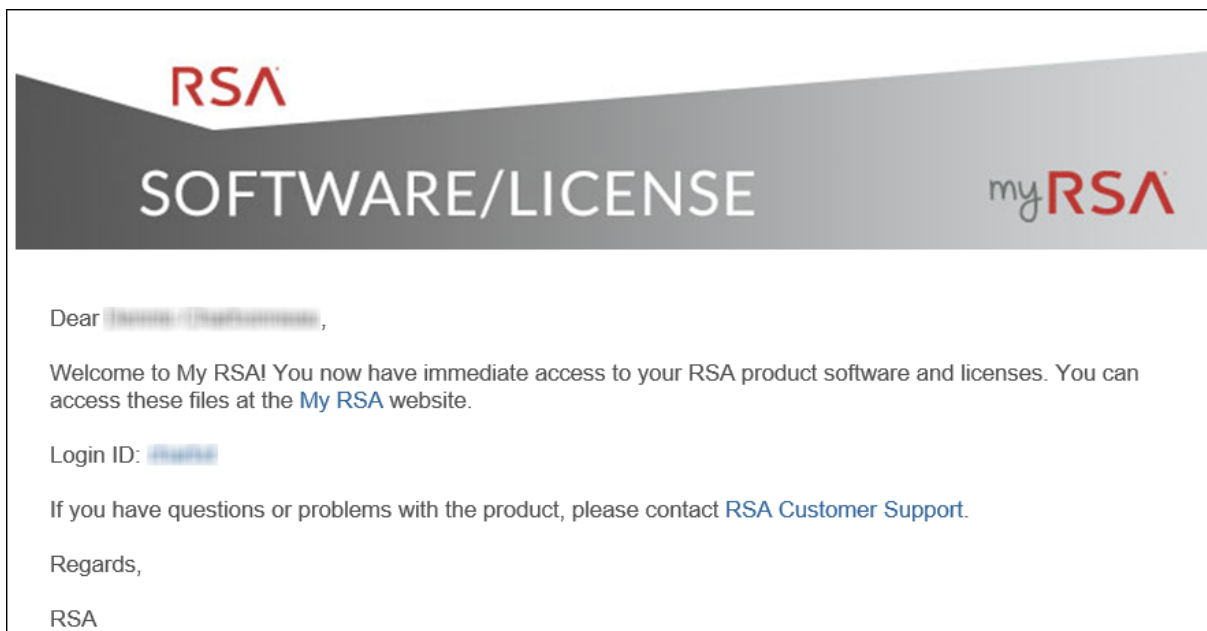 RSA
SOFTWARE/LICENSE
myRSA
Dear ,
Welcome to My RSA! You now have immediate access to your RSA product software and licenses. You can
access these files at the My RSA website.
Login ID:
If you have questions or problems with the product, please contact RSA Customer Support.
Regards,
RSA